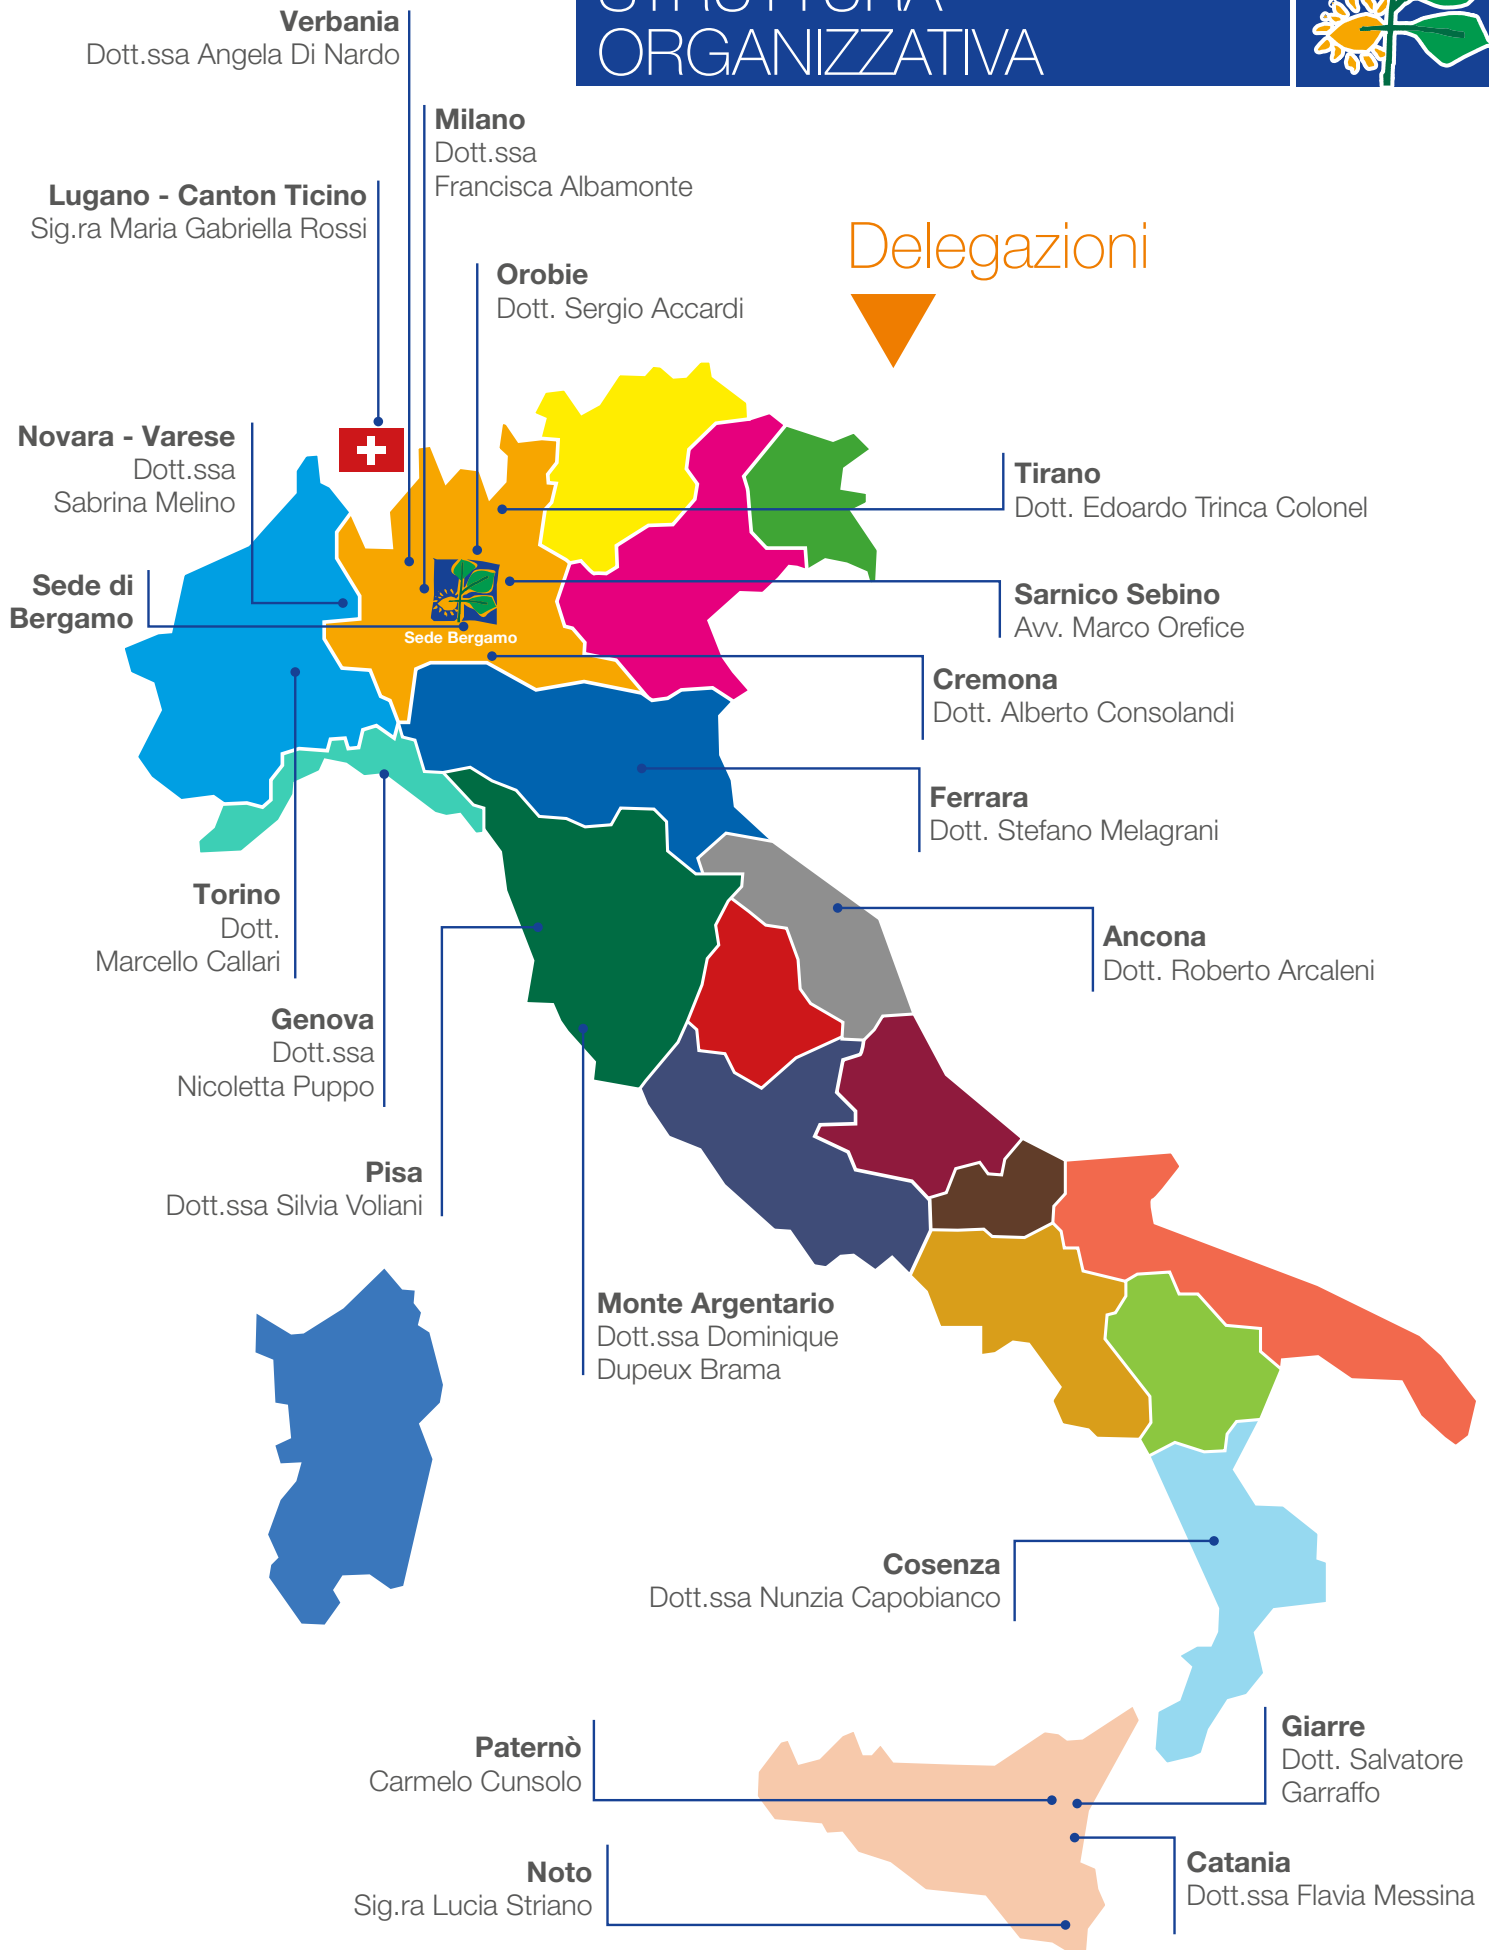 STRUTTURA
ORGANIZZATIVA
Verbania
Dott.ssa Angela Di Nardo
Milano
Dott.ssa
Francisca Albamonte
Lugano - Canton Ticino
Sig.ra Maria Gabriella Rossi
Delegazioni
Orobie
Dott. Sergio Accardi
Novara - Varese
Dott.ssa
Sabrina Melino
Tirano
Dott. Edoardo Trinca Colonel
Sede di
Bergamo
Sede Bergamo
Sarnico Sebino
Avv. Marco Orefice
Cremona
Dott. Alberto Consolandi
Ferrara
Dott. Stefano Melagrani
Torino
Dott.
Marcello Callari
Ancona
Dott. Roberto Arcaleni
Genova
Dott.ssa
Nicoletta Puppo
Pisa
Dott.ssa Silvia Voliani
Monte Argentario
Dott.ssa Dominique
Dupeux Brama
Cosenza
Dott.ssa Nunzia Capobianco
Paternò
Carmelo Cunsolo
Giarre
Dott. Salvatore
Garraffo
Noto
Sig.ra Lucia Striano
Catania
Dott.ssa Flavia Messina